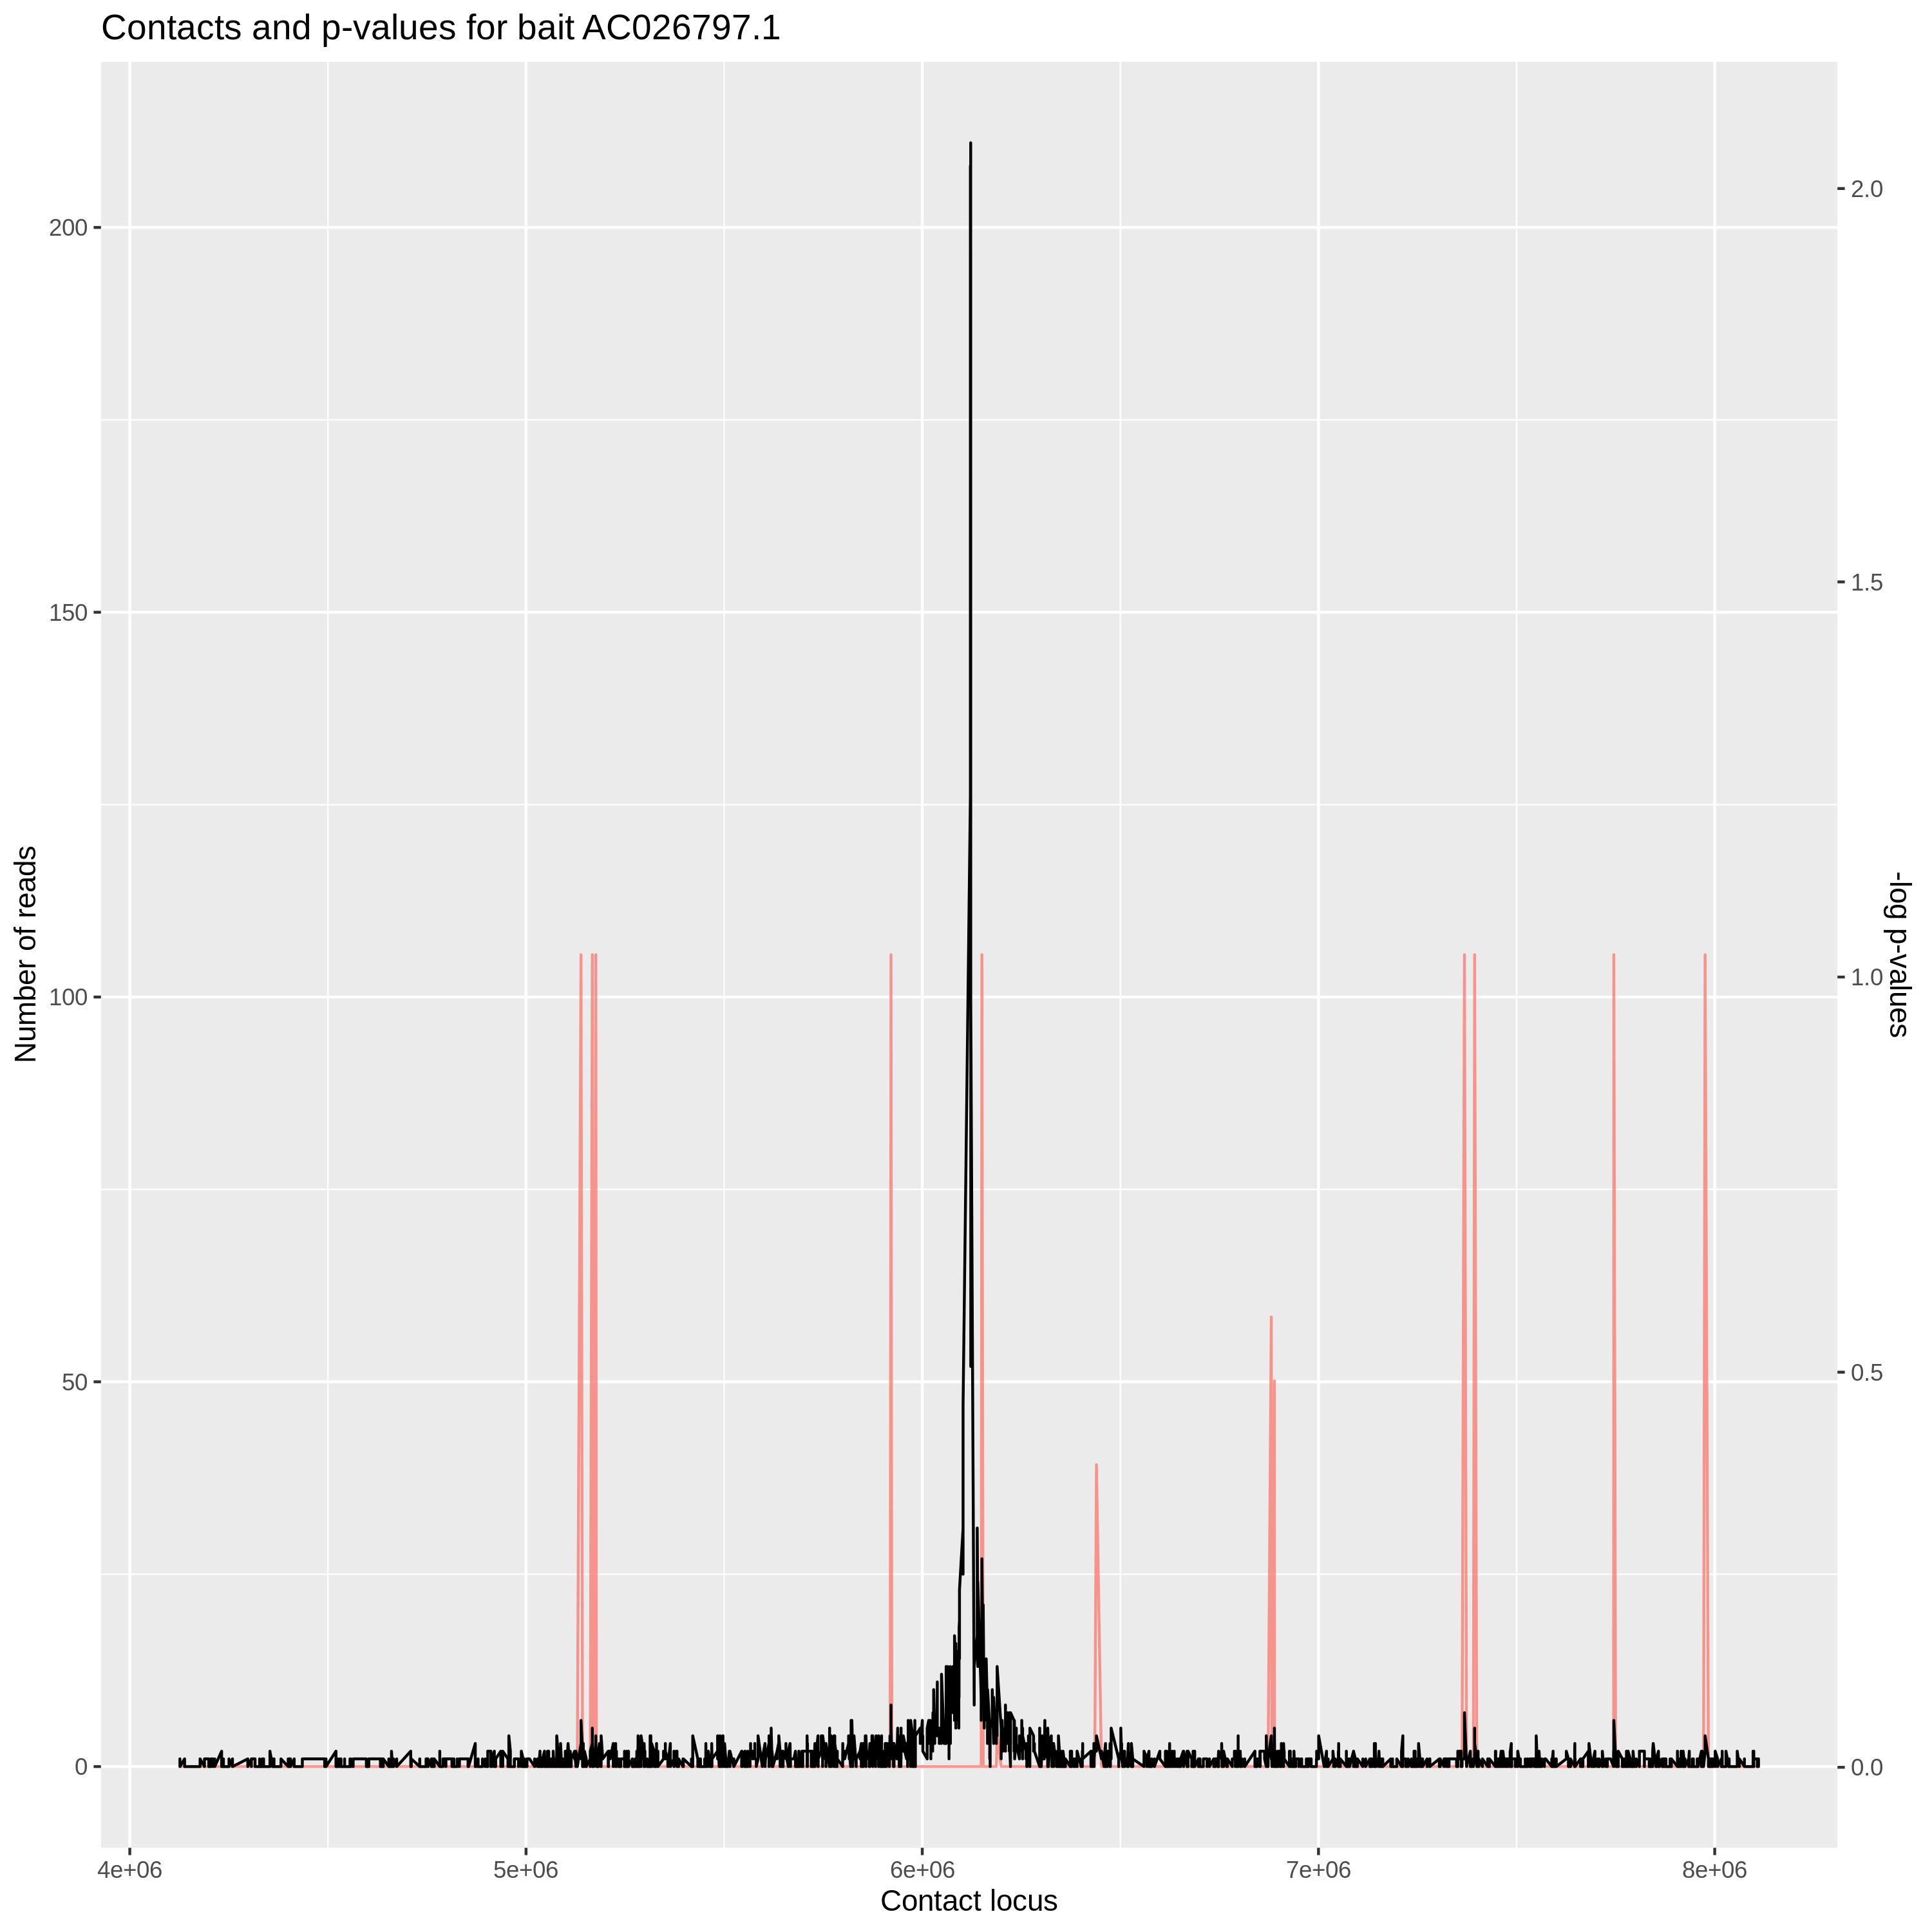 Contacts and p-values for bait AC026797.1
200
150
100
50
0
Number of reads
2.0
1.5
1.0
0.5
0.0
-log p-values
4e+06
5e+06
6e+06
7e+06
8e+06
Contact locus